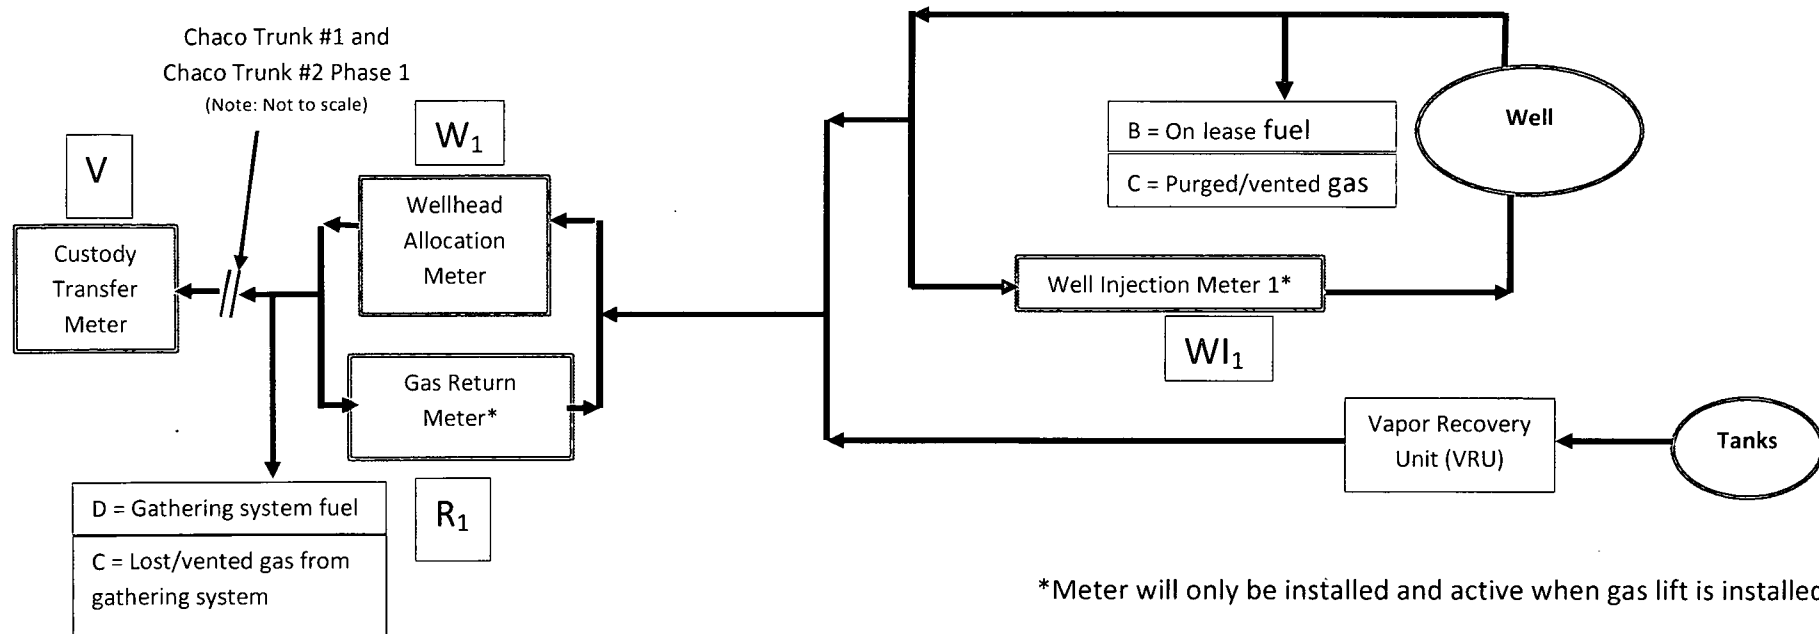 Chaco Trunk #1 and
Chaco Trunk #2 Phase 1
(Note: Not to scale)
V
Custody
Transfer
Meter
W1
Wellhead
Allocation
Meter
Gas Return
Meter*
R1
D = Gathering system fuel
C = Lost/vented gas from
gathering system
B = On lease fuel
C = Purged/vented gas
Well
Well Injection Meter 1*
WI1
Vapor Recovery
Unit (VRU)
Tanks
*Meter will only be installed and active when gas lift is installed